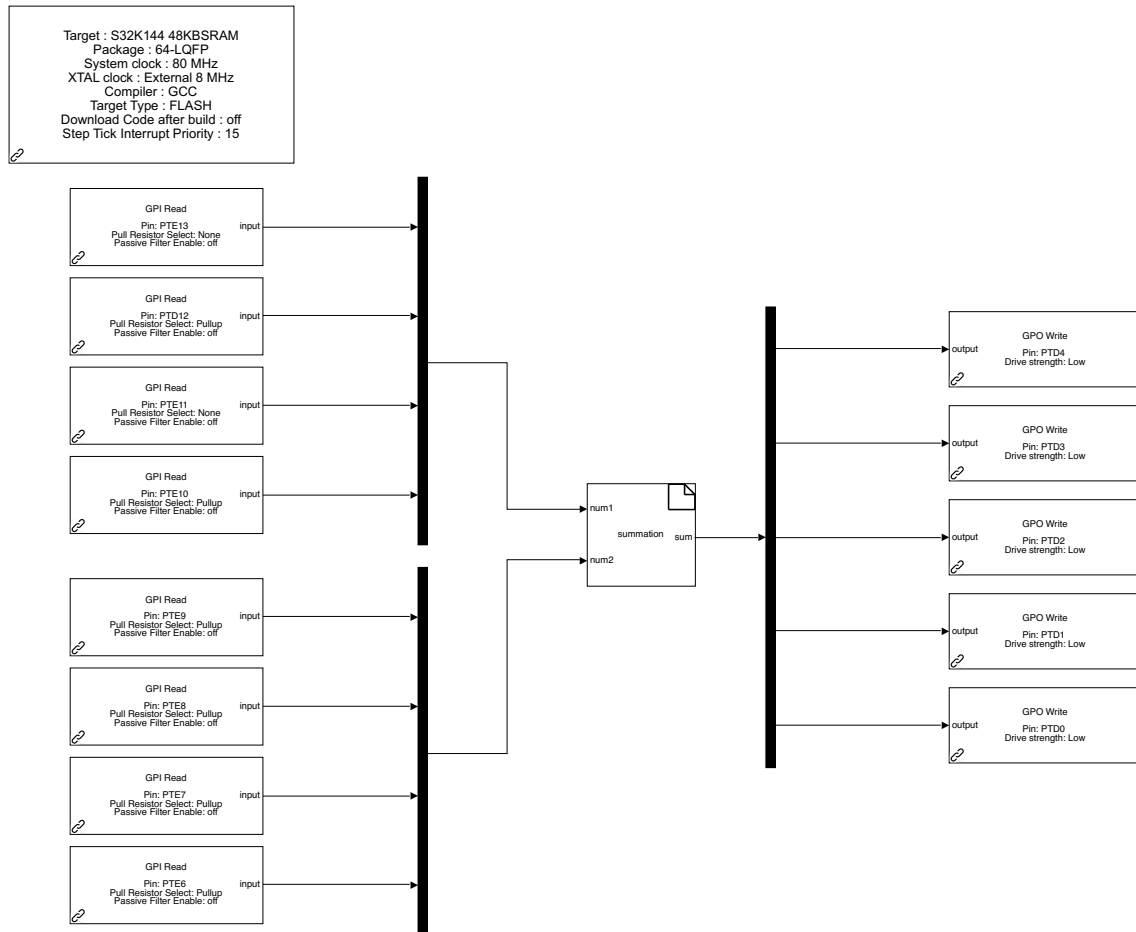 Target : S32K144 48KBSRAM
Package : 64-LQFP
System clock : 80 MHz
XTAL clock : External 8 MHz
Compiler : GCC
Target Type : FLASH
Download Code after build : off
Step Tick Interrupt Priority : 15
GPI Read
Pin: PTE13
Pull Resistor Select: None
Passive Filter Enable: off
input
GPI Read
Pin: PTD12
Pull Resistor Select: Pullup
Passive Filter Enable: off
input
GPI Read
Pin: PTE11
Pull Resistor Select: None
Passive Filter Enable: off
input
GPI Read
Pin: PTE10
Pull Resistor Select: Pullup
Passive Filter Enable: off
input
GPI Read
Pin: PTE9
Pull Resistor Select: Pullup
Passive Filter Enable: off
input
GPI Read
Pin: PTE8
Pull Resistor Select: Pullup
Passive Filter Enable: off
input
GPI Read
Pin: PTE7
Pull Resistor Select: Pullup
Passive Filter Enable: off
input
GPI Read
Pin: PTE6
Pull Resistor Select: Pullup
Passive Filter Enable: off
input
num1
summation
sum
num2
output
GPO Write
Pin: PTD4
Drive strength: Low
output
GPO Write
Pin: PTD3
Drive strength: Low
output
GPO Write
Pin: PTD2
Drive strength: Low
output
GPO Write
Pin: PTD1
Drive strength: Low
output
GPO Write
Pin: PTD0
Drive strength: Low